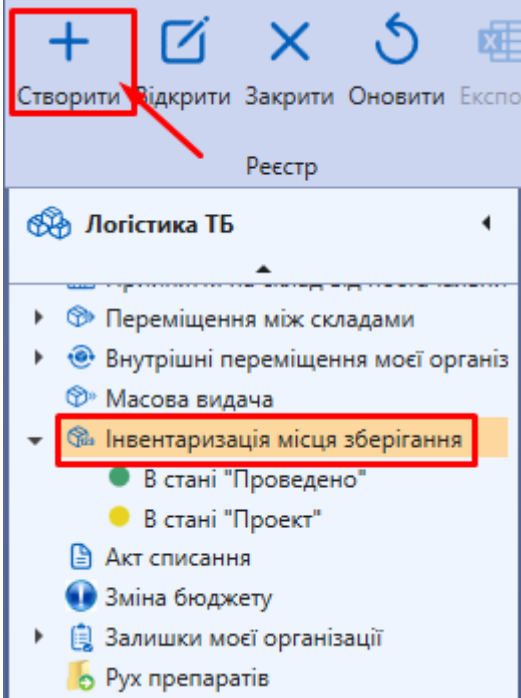 Створити Відкрити Закрити Оновити Експо
Реєстр
Логістика ТБ
Переміщення між складами
Внутрішні переміщення моєї організ
Масова видача
Інвентаризація місця зберігання
В стані "Проведено"
В стані "Проект"
Акт списання
Зміна бюджету
Залишки моєї організації
Рух препаратів